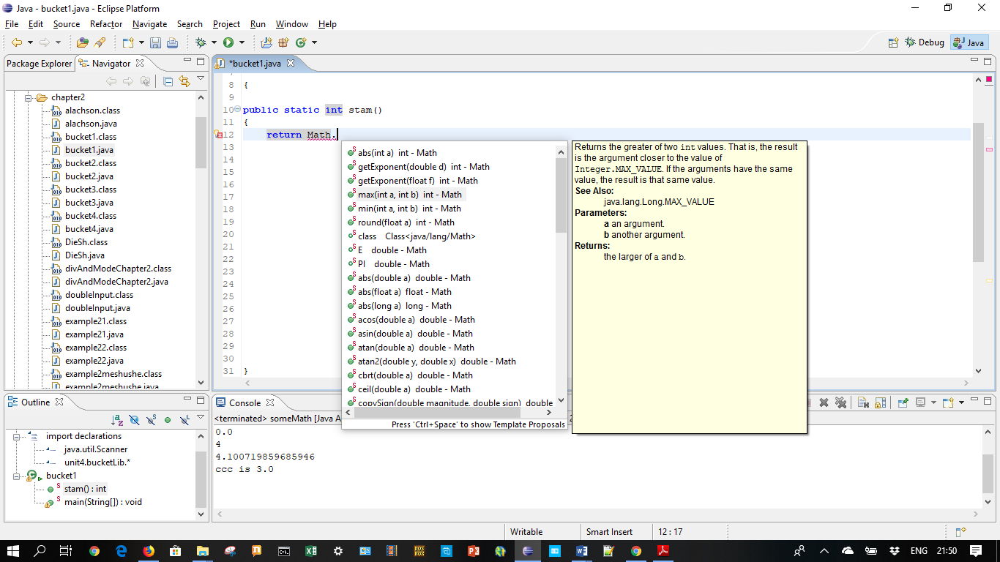 Java - bucket1.java - Eclipse Platform
File Edit Source Refactor Navigate Search Project Run Window Help
Debug Java
Package Explorer Navigator
*bucket1.java
chapter2
alachson.class
alachson.java
bucket1.class
bucket1.java
bucket2.class
bucket2.java
bucket3.class
bucket3.java
bucket4.class
bucket4.java
DieSh.class
DieSh.java
divAndModeChapter2.class
divAndModeChapter2.java
doubleInput.class
doubleInput.java
example21.class
example21.java
example22.class
example22.java
example2meshushe.class
example2meshushe.java
8 {
9
10 public static int stam()
11 {
12 return Math.
13
14
15
16
17
18
19
20
21
22
23
24
25
26
27
28
29
30
31 }
abs(int a) int - Math
getExponent(double d) int - Math
getExponent(float f) int - Math
max(int a, int b) int - Math
min(int a, int b) int - Math
round(float a) int - Math
class Class<java/lang/Math>
E double - Math
PI double - Math
abs(double a) double - Math
abs(float a) float - Math
abs(long a) long - Math
acos(double a) double - Math
asin(double a) double - Math
atan(double a) double - Math
atan2(double y, double x) double - Math
cbrt(double a) double - Math
ceil(double a) double - Math
copySign(double magnitude, double sign) double
Press 'Ctrl+Space' to show Template Proposals
Returns the greater of two int values. That is, the result
is the argument closer to the value of
Integer.MAX_VALUE. If the arguments have the same
value, the result is that same value.
See Also:
java.lang.Long.MAX_VALUE
Parameters:
a an argument.
b another argument.
Returns:
the larger of a and b.
Outline
import declarations
java.util.Scanner
unit4.bucketLib.*
bucket1
stam() : int
main(String[]) : void
Console
<terminated> someMath [Java A
0.0
4
4.100719859685946
ccc is 3.0
Writable Smart Insert 12 : 17
ENG 21:50